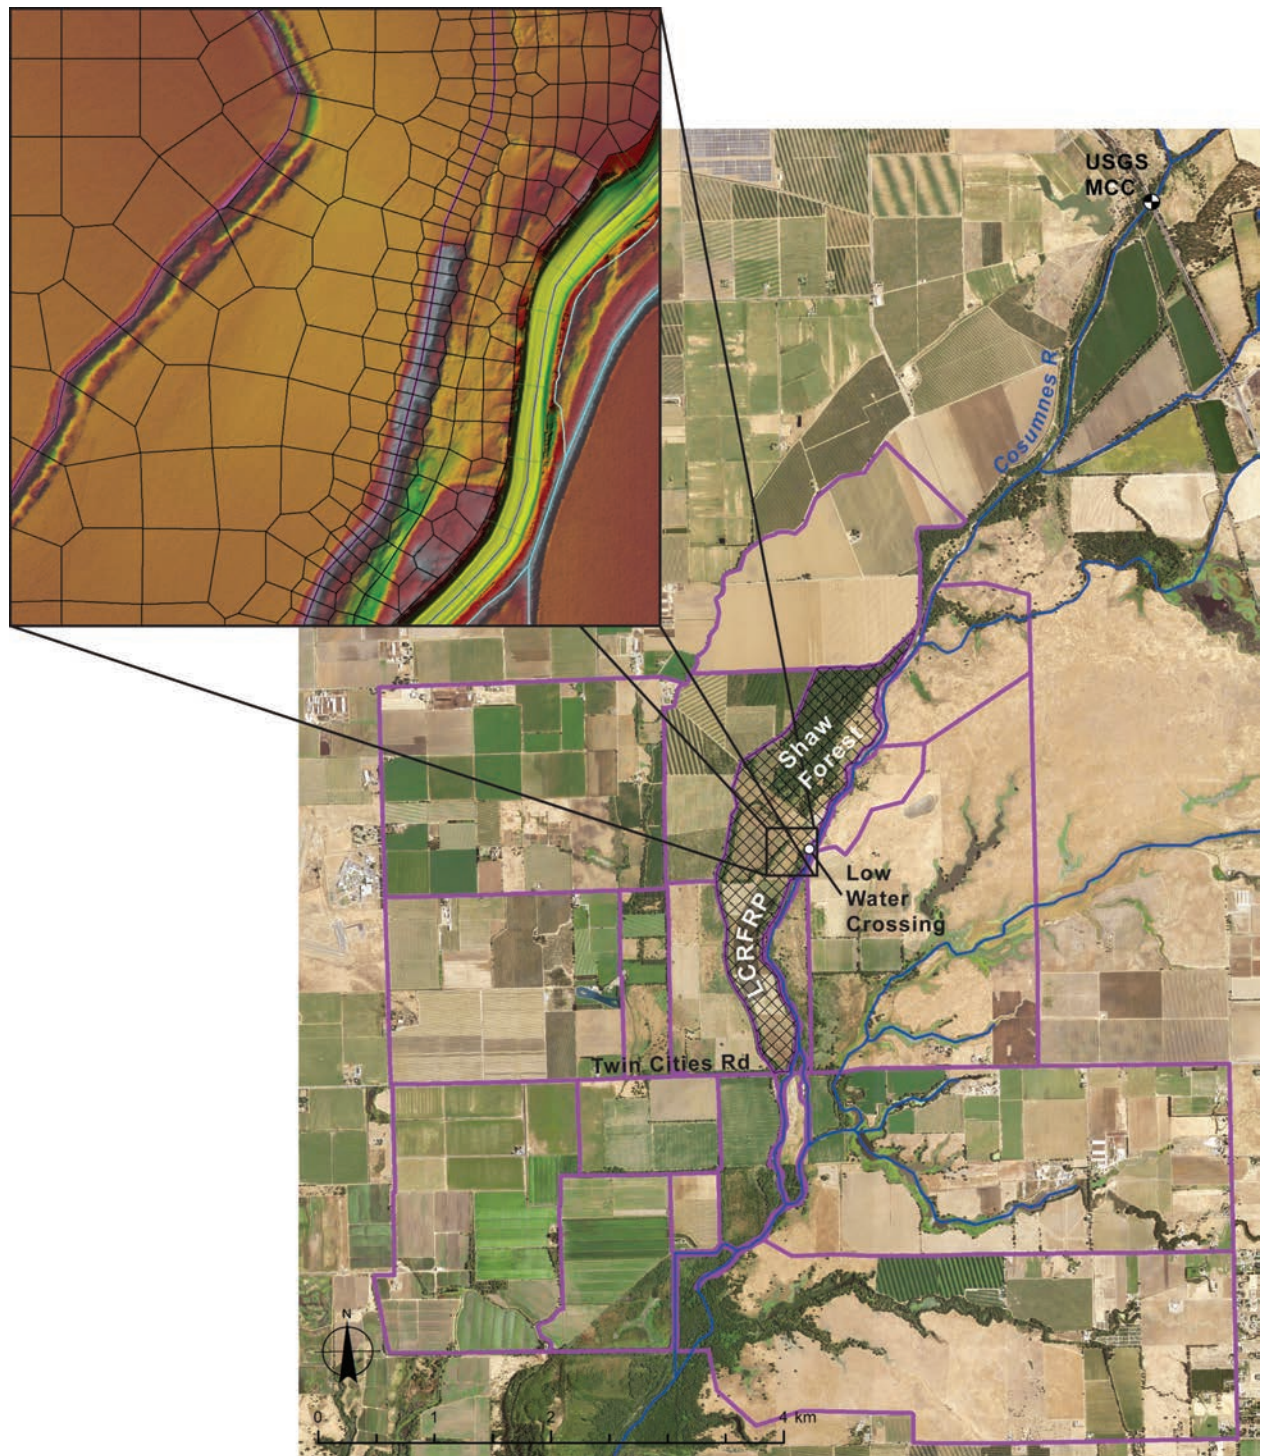 USGS
MCC
Cosumnes R
Shaw
Forest
Low
Water
Crossing
LCRFRP
Twin Cities Rd
N
0 1 2 4 km